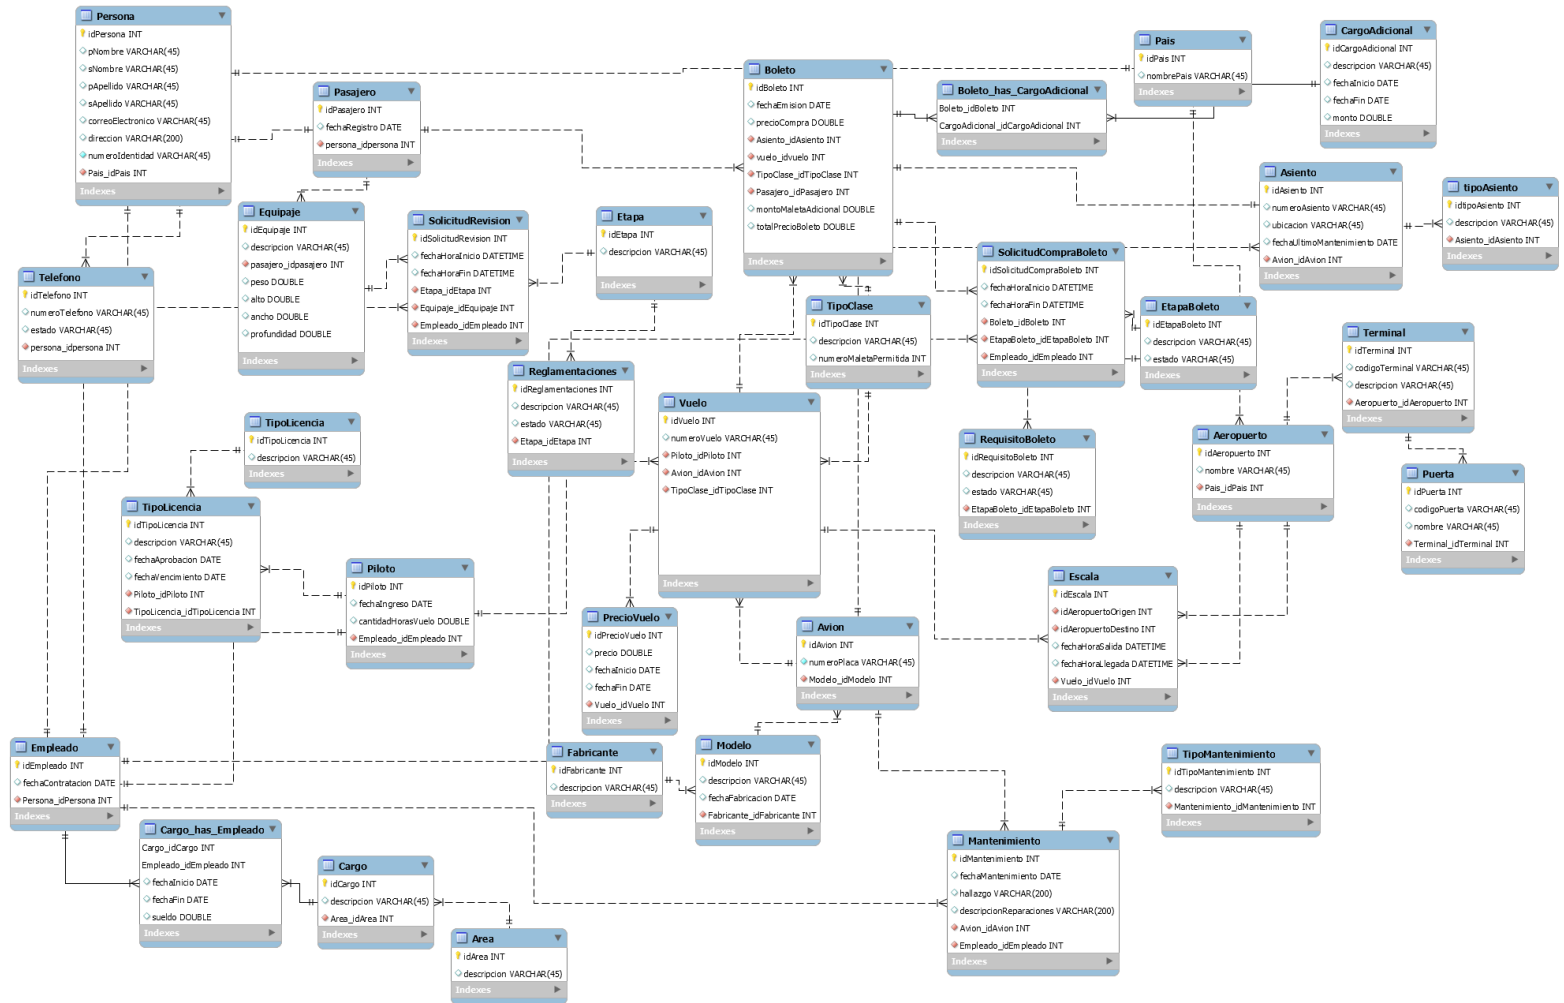 Persona
idPersona INT
pNombre VARCHAR(45)
sNombre VARCHAR(45)
pApellido VARCHAR(45)
sApellido VARCHAR(45)
correoElectronico VARCHAR(45)
direccion VARCHAR(200)
numeroIdentidad VARCHAR(45)
Pais_idPais INT
Indexes
Pasajero
idPasajero INT
fechaRegistro DATE
persona_idpersona INT
Indexes
Boleto
idBoleto INT
fechaEmision DATE
precioCompra DOUBLE
Asiento_idAsiento INT
vuelo_idvuelo INT
TipoClase_idTipoClase INT
Pasajero_idPasajero INT
montoMaletaAdicional DOUBLE
totalPrecioBoleto DOUBLE
Indexes
Boleto_has_CargoAdicional
Boleto_idBoleto INT
CargoAdicional_idCargoAdicional INT
Indexes
Pais
idPais INT
nombrePais VARCHAR(45)
Indexes
CargoAdicional
idCargoAdicional INT
descripcion VARCHAR(45)
fechaInicio DATE
fechaFin DATE
monto DOUBLE
Indexes
Asiento
idAsiento INT
numeroAsiento VARCHAR(45)
ubicacion VARCHAR(45)
fechaUltimoMantenimiento DATE
Avion_idAvion INT
Indexes
tipoAsiento
idtipoAsiento INT
descripcion VARCHAR(45)
Asiento_idAsiento INT
Indexes
Equipaje
idEquipaje INT
descripcion VARCHAR(45)
pasajero_idpasajero INT
peso DOUBLE
alto DOUBLE
ancho DOUBLE
profundidad DOUBLE
Indexes
SolicitudRevision
idSolicitudRevision INT
fechaHoraInicio DATETIME
fechaHoraFin DATETIME
Etapa_idEtapa INT
Equipaje_idEquipaje INT
Empleado_idEmpleado INT
Indexes
Etapa
idEtapa INT
descripcion VARCHAR(45)
Indexes
Telefono
idTelefono INT
numeroTelefono VARCHAR(45)
estado VARCHAR(45)
persona_idpersona INT
Indexes
SolicitudCompraBoleto
idSolicitudCompraBoleto INT
fechaHoraInicio DATETIME
fechaHoraFin DATETIME
Boleto_idBoleto INT
EtapaBoleto_idEtapaBoleto INT
Empleado_idEmpleado INT
Indexes
EtapaBoleto
idEtapaBoleto INT
descripcion VARCHAR(45)
estado VARCHAR(45)
Indexes
TipoClase
idTipoClase INT
descripcion VARCHAR(45)
numeroMaletaPermitida INT
Indexes
Terminal
idTerminal INT
codigoTerminal VARCHAR(45)
descripcion VARCHAR(45)
Aeropuerto_idAeropuerto INT
Indexes
Reglamentaciones
idReglamentaciones INT
descripcion VARCHAR(45)
estado VARCHAR(45)
Etapa_idEtapa INT
Indexes
Vuelo
idVuelo INT
numeroVuelo VARCHAR(45)
Piloto_idPiloto INT
Avion_idAvion INT
TipoClase_idTipoClase INT
Indexes
TipoLicencia
idTipoLicencia INT
descripcion VARCHAR(45)
Indexes
RequisitoBoleto
idRequisitoBoleto INT
descripcion VARCHAR(45)
estado VARCHAR(45)
EtapaBoleto_idEtapaBoleto INT
Indexes
Aeropuerto
idAeropuerto INT
nombre VARCHAR(45)
Pais_idPais INT
Indexes
Puerta
idPuerta INT
codigoPuerta VARCHAR(45)
nombre VARCHAR(45)
Terminal_idTerminal INT
Indexes
TipoLicencia
idTipoLicencia INT
descripcion VARCHAR(45)
fechaAprobacion DATE
fechaVencimiento DATE
Piloto_idPiloto INT
TipoLicencia_idTipoLicencia INT
Indexes
Piloto
idPiloto INT
fechaIngreso DATE
cantidadHorasVuelo DOUBLE
Empleado_idEmpleado INT
Indexes
PrecioVuelo
idPrecioVuelo INT
precio DOUBLE
fechaInicio DATE
fechaFin DATE
Vuelo_idVuelo INT
Indexes
Avion
idAvion INT
numeroPlaca VARCHAR(45)
Modelo_idModelo INT
Indexes
Escala
idEscala INT
idAeropuertoOrigen INT
idAeropuertoDestino INT
fechaHoraSalida DATETIME
fechaHoraLlegada DATETIME
Vuelo_idVuelo INT
Indexes
Empleado
idEmpleado INT
fechaContratacion DATE
Persona_idPersona INT
Indexes
Fabricante
idFabricante INT
descripcion VARCHAR(45)
Indexes
Modelo
idModelo INT
descripcion VARCHAR(45)
fechaFabricacion DATE
Fabricante_idFabricante INT
Indexes
TipoMantenimiento
idTipoMantenimiento INT
descripcion VARCHAR(45)
Mantenimiento_idMantenimiento INT
Indexes
Cargo_has_Empleado
Cargo_idCargo INT
Empleado_idEmpleado INT
fechaInicio DATE
fechaFin DATE
sueldo DOUBLE
Indexes
Cargo
idCargo INT
descripcion VARCHAR(45)
Area_idArea INT
Indexes
Mantenimiento
idMantenimiento INT
fechaMantenimiento DATE
hallazgo VARCHAR(200)
descripcionReparaciones VARCHAR(200)
Avion_idAvion INT
Empleado_idEmpleado INT
Indexes
Area
idArea INT
descripcion VARCHAR(45)
Indexes